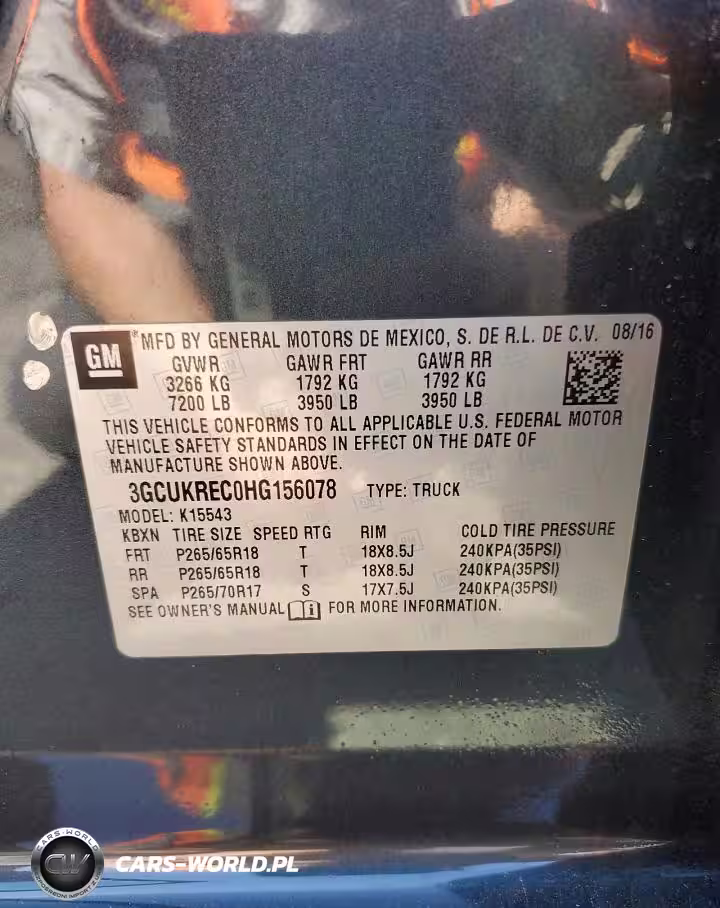 GM
MFD BY GENERAL MOTORS DE MEXICO, S. DE R.L. DE C.V. 08/16
GVWR GAWR FRT GAWR RR
3266 KG 1792 KG 1792 KG
7200 LB 3950 LB 3950 LB
THIS VEHICLE CONFORMS TO ALL APPLICABLE U.S. FEDERAL MOTOR
VEHICLE SAFETY STANDARDS IN EFFECT ON THE DATE OF
MANUFACTURE SHOWN ABOVE.
3GCUKREC0HG156078 TYPE: TRUCK
MODEL: K15543
KBXN TIRE SIZE SPEED RTG RIM COLD TIRE PRESSURE
FRT P265/65R18 T 18X8.5J 240KPA(35PSI)
RR P265/65R18 T 18X8.5J 240KPA(35PSI)
SPA P265/70R17 S 17X7.5J 240KPA(35PSI)
SEE OWNER'S MANUAL i FOR MORE INFORMATION.
CARS-WORLD
CW
CARS-WORLD.PL